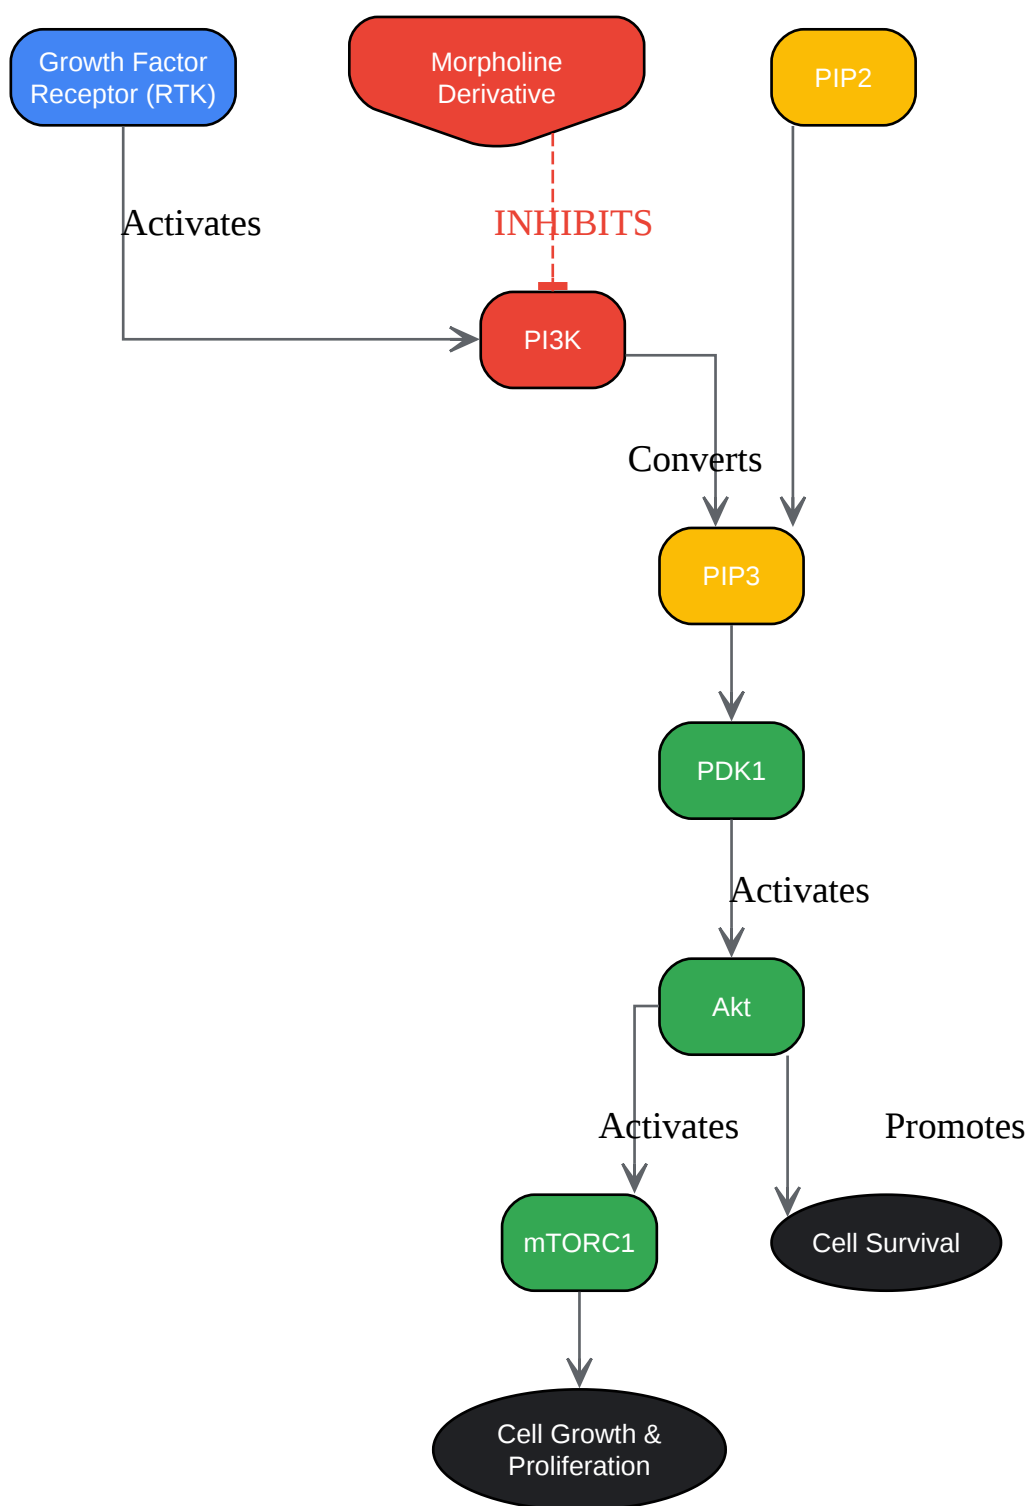 Growth Factor
Receptor (RTK)
Morpholine
Derivative
PIP2
Activates
INHIBITS
PI3K
Converts
PIP3
PDK1
Activates
Akt
Activates
Promotes
mTORC1
Cell Survival
Cell Growth &
Proliferation